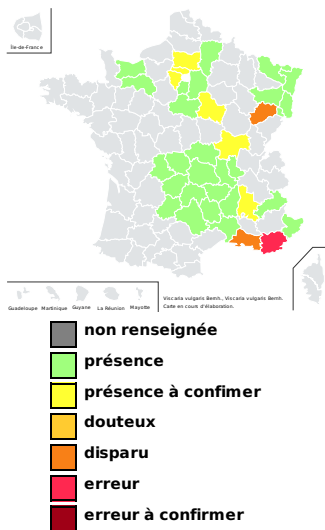 Île-de-France
Guadeloupe Martinique Guyane La Réunion Mayotte
Viscaria vulgaris Bernh., Viscaria vulgaris Bernh.
Carte en cours d'élaboration.
non renseignée
présence
présence à confimer
douteux
disparu
erreur
erreur à confirmer